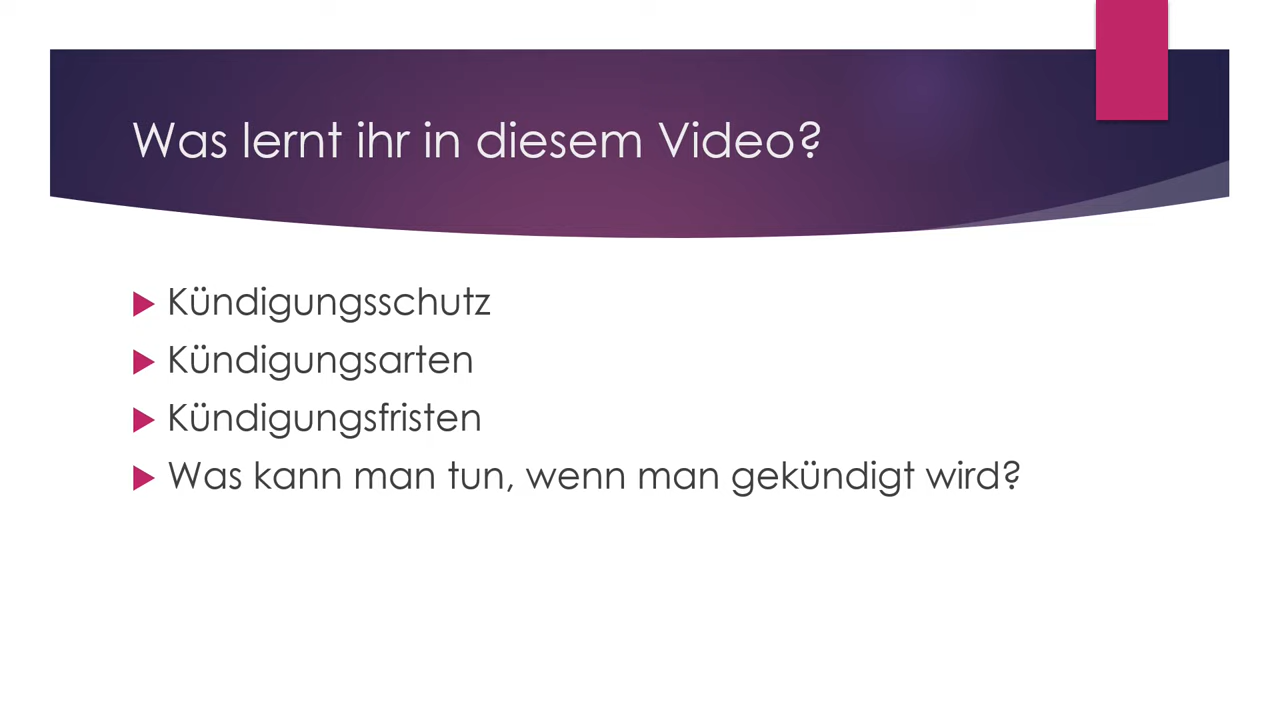 Was lernt ihr in diesem Video?
Kündigungsschutz
Kündigungsarten
Kündigungsfristen
Was kann man tun, wenn man gekündigt wird?